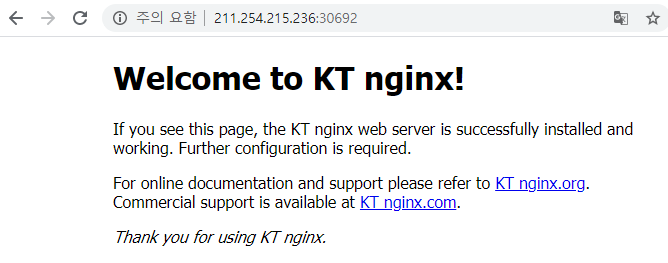 주의 요함 211.254.215.236:30692
Welcome to KT nginx!
If you see this page, the KT nginx web server is successfully installed and
working. Further configuration is required.
For online documentation and support please refer to KT nginx.org.
Commercial support is available at KT nginx.com.
Thank you for using KT nginx.